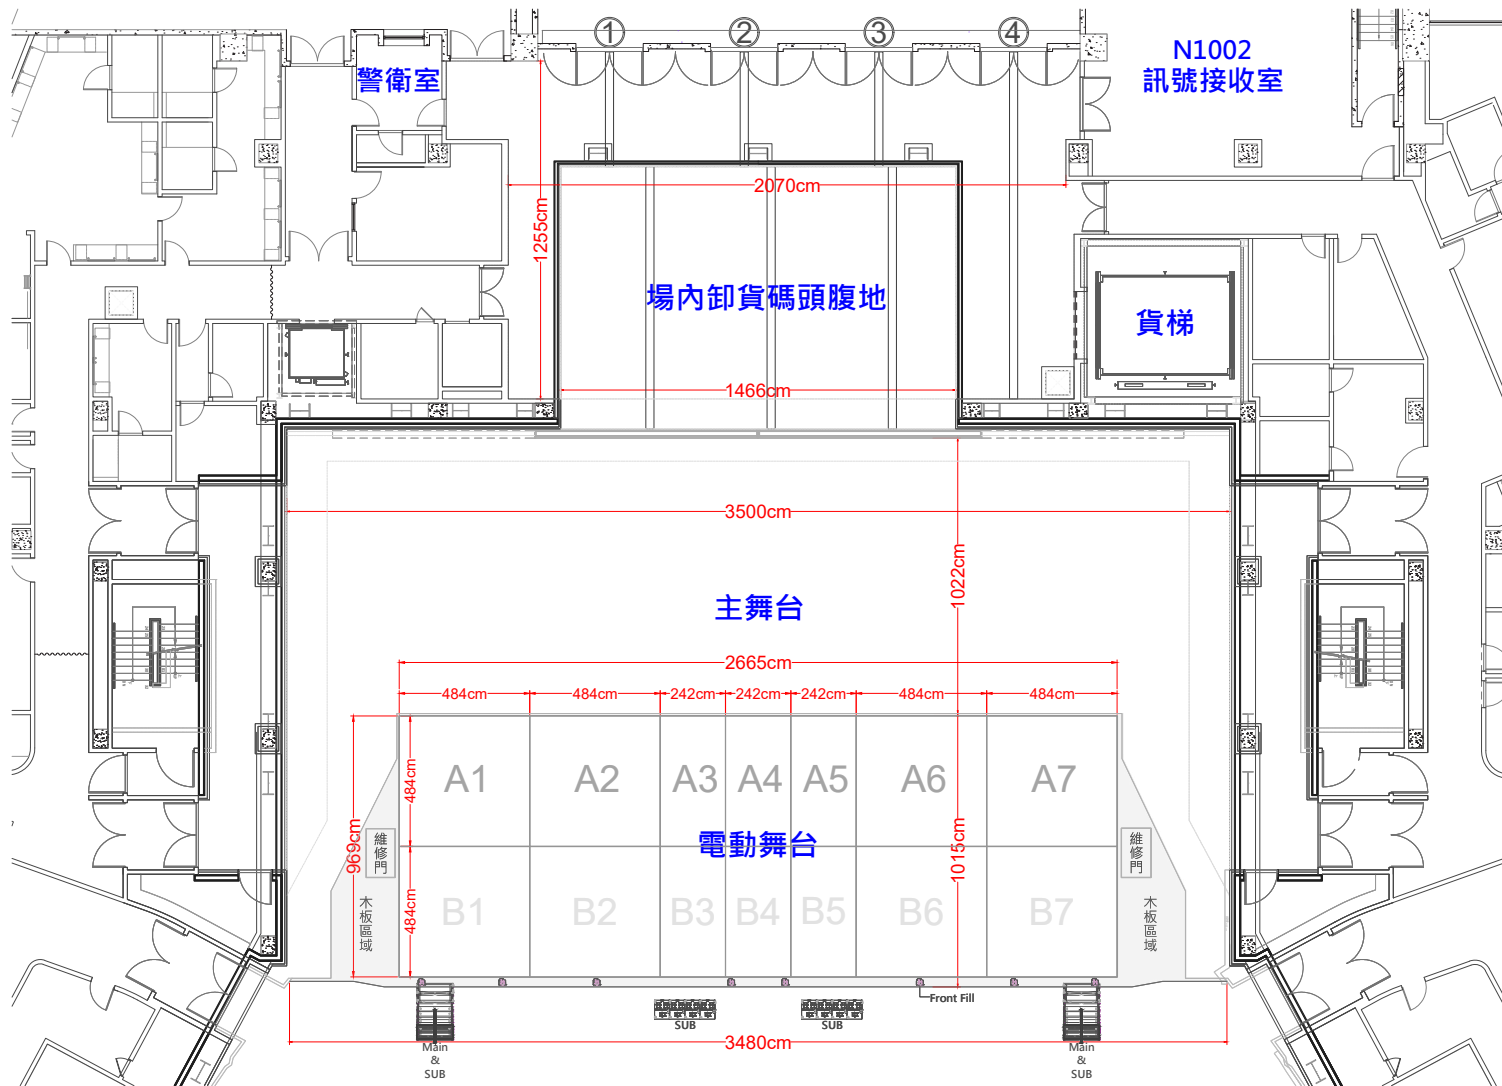 ① ② ③ ④
N1002
訊號接收室
警衛室
2070cm
1255cm
場內卸貨碼頭腹地
貨梯
1466cm
3500cm
1022cm
主舞台
2665cm
484cm 484cm 242cm 242cm 242cm 484cm 484cm
A1 A2 A3 A4 A5 A6 A7
484cm
電動舞台
969cm
1015cm
維修門
維修門
B1 B2 B3 B4 B5 B6 B7
484cm
木板區域
木板區域
Front Fill
SUB
SUB
3480cm
Main
&
SUB
Main
&
SUB